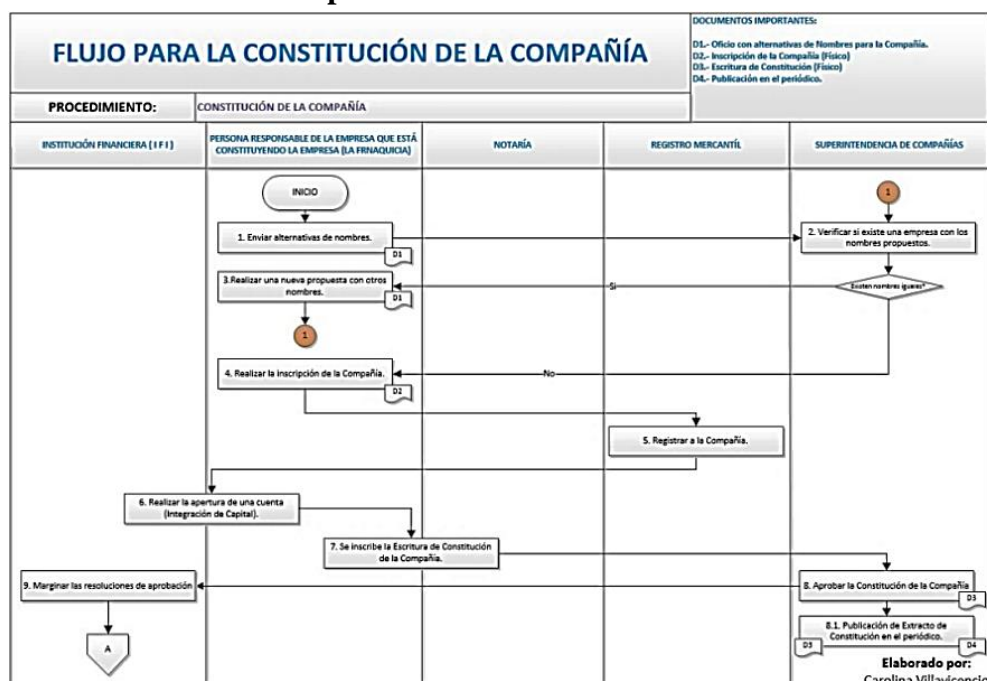 FLUJO PARA LA CONSTITUCIÓN DE LA COMPAÑÍA
DOCUMENTOS IMPORTANTES:
D1.- Oficio con alternativas de Nombres para la Compañía.
D2.- Inscripción de la Compañía (Físico)
D3.- Escritura de Constitución (Físico)
D4.- Publicación en el periódico.
PROCEDIMIENTO:
CONSTITUCIÓN DE LA COMPAÑÍA
INSTITUCIÓN FINANCIERA ( I F I )
PERSONA RESPONSABLE DE LA EMPRESA QUE ESTÁ
CONSTITUYENDO LA EMPRESA (LA FRNAQUICIA)
NOTARÍA
REGISTRO MERCANTÍL
SUPERINTENDENCIA DE COMPAÑÍAS
INICIO
1
1. Enviar alternativas de nombres.
D1
2. Verificar si existe una empresa con los
nombres propuestos.
3.Realizar una nueva propuesta con otros
nombres.
D1
Si
Existen nombres iguales*
1
4. Realizar la inscripción de la Compañía.
D2
No
5. Registrar a la Compañía.
6. Realizar la apertura de una cuenta
(Integración de Capital).
7. Se inscribe la Escritura de Constitución
de la Compañía.
9. Marginar las resoluciones de aprobación
8. Aprobar la Constitución de la Compañía
D3
A
8.1. Publicación de Extracto de
Constitución en el periódico.
D3
D4
Elaborado por:
Carolina Villavicencio